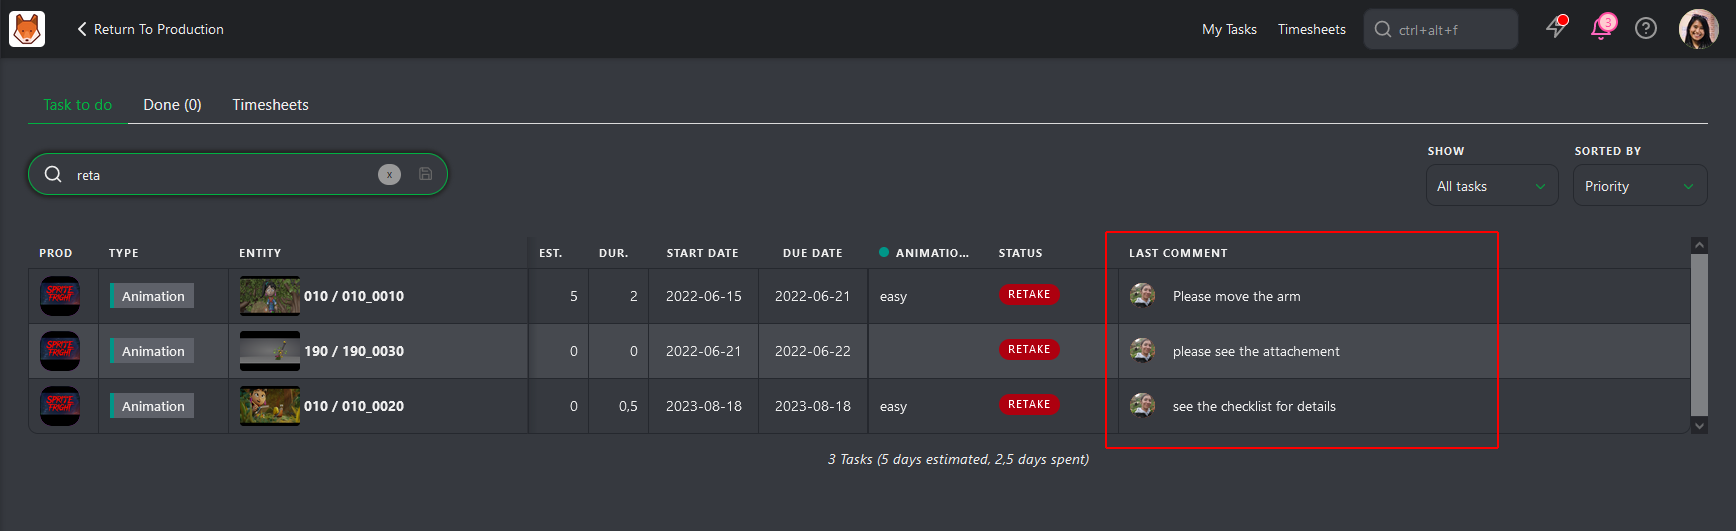 Return To Production
My Tasks
Timesheets
ctrl+alt+f
3
Task to do
Done (0)
Timesheets
reta
x
SHOW
All tasks
SORTED BY
Priority
PROD TYPE ENTITY EST. DUR. START DATE DUE DATE ANIMATIO... STATUS LAST COMMENT
SPRITE FRIGHT Animation 010 / 010_0010 5 2 2022-06-15 2022-06-21 easy RETAKE Please move the arm
SPRITE FRIGHT Animation 190 / 190_0030 0 0 2022-06-21 2022-06-22 RETAKE please see the attachement
SPRITE FRIGHT Animation 010 / 010_0020 0 0,5 2023-08-18 2023-08-18 easy RETAKE see the checklist for details
3 Tasks (5 days estimated, 2,5 days spent)